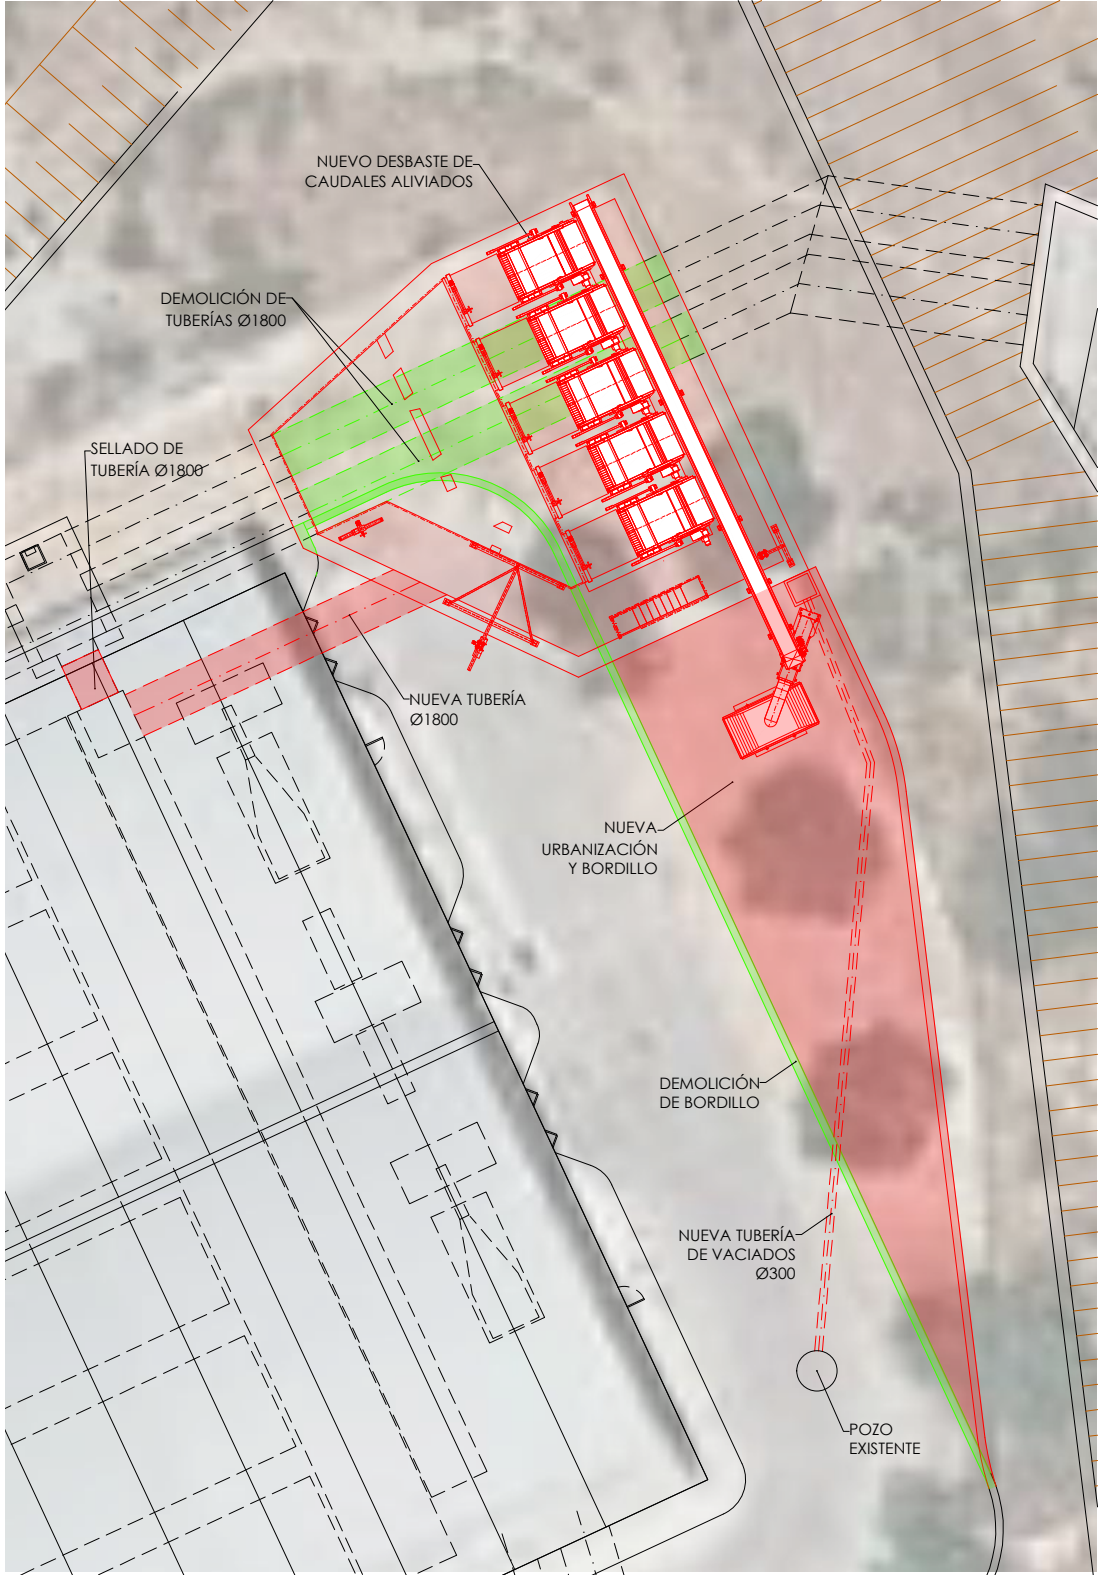 NUEVO DESBASTE DE
CAUDALES ALIVIADOS
DEMOLICIÓN DE
TUBERÍAS Ø1800
SELLADO DE
TUBERÍA Ø1800
NUEVA TUBERÍA
Ø1800
NUEVA
URBANIZACIÓN
Y BORDILLO
DEMOLICIÓN
DE BORDILLO
NUEVA TUBERÍA
DE VACIADOS
Ø300
POZO
EXISTENTE